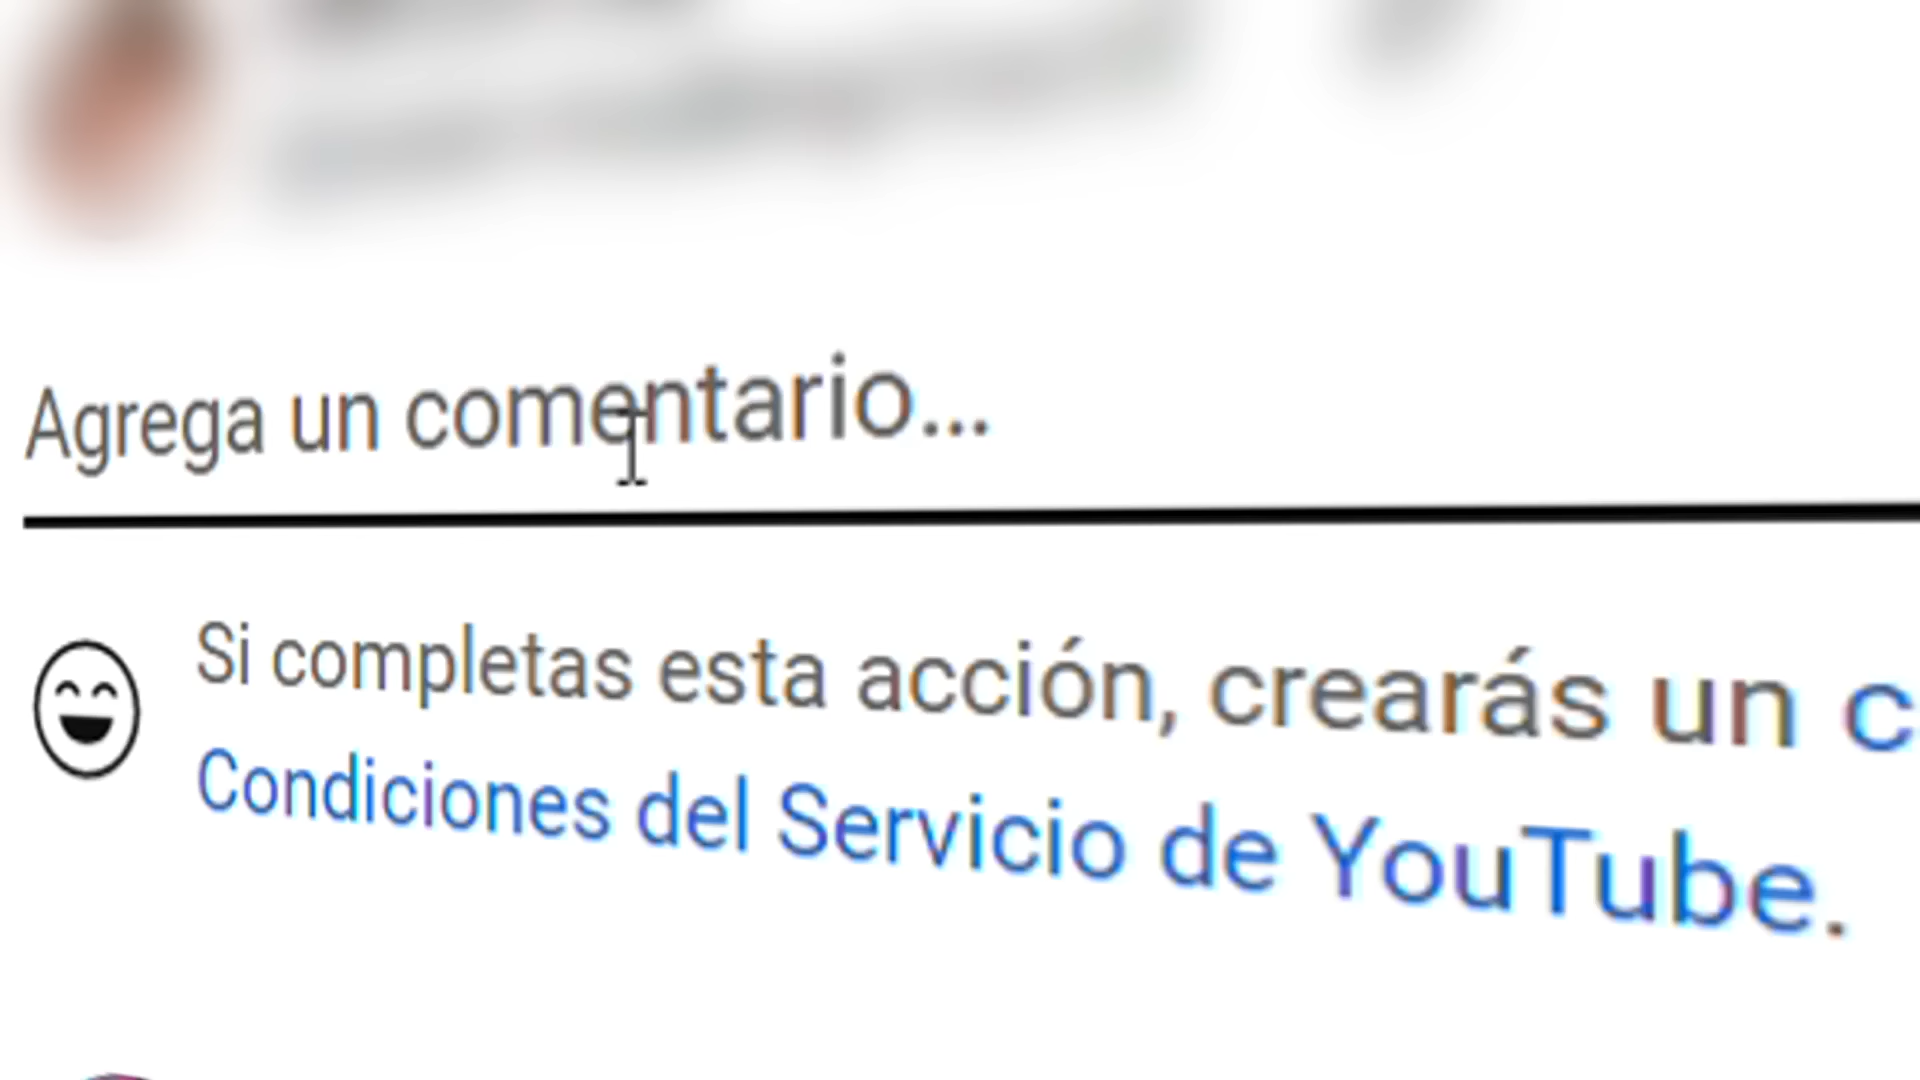 Agrega un comentario...
Si completas esta acción, crearás un
Condiciones del Servicio de YouTube.